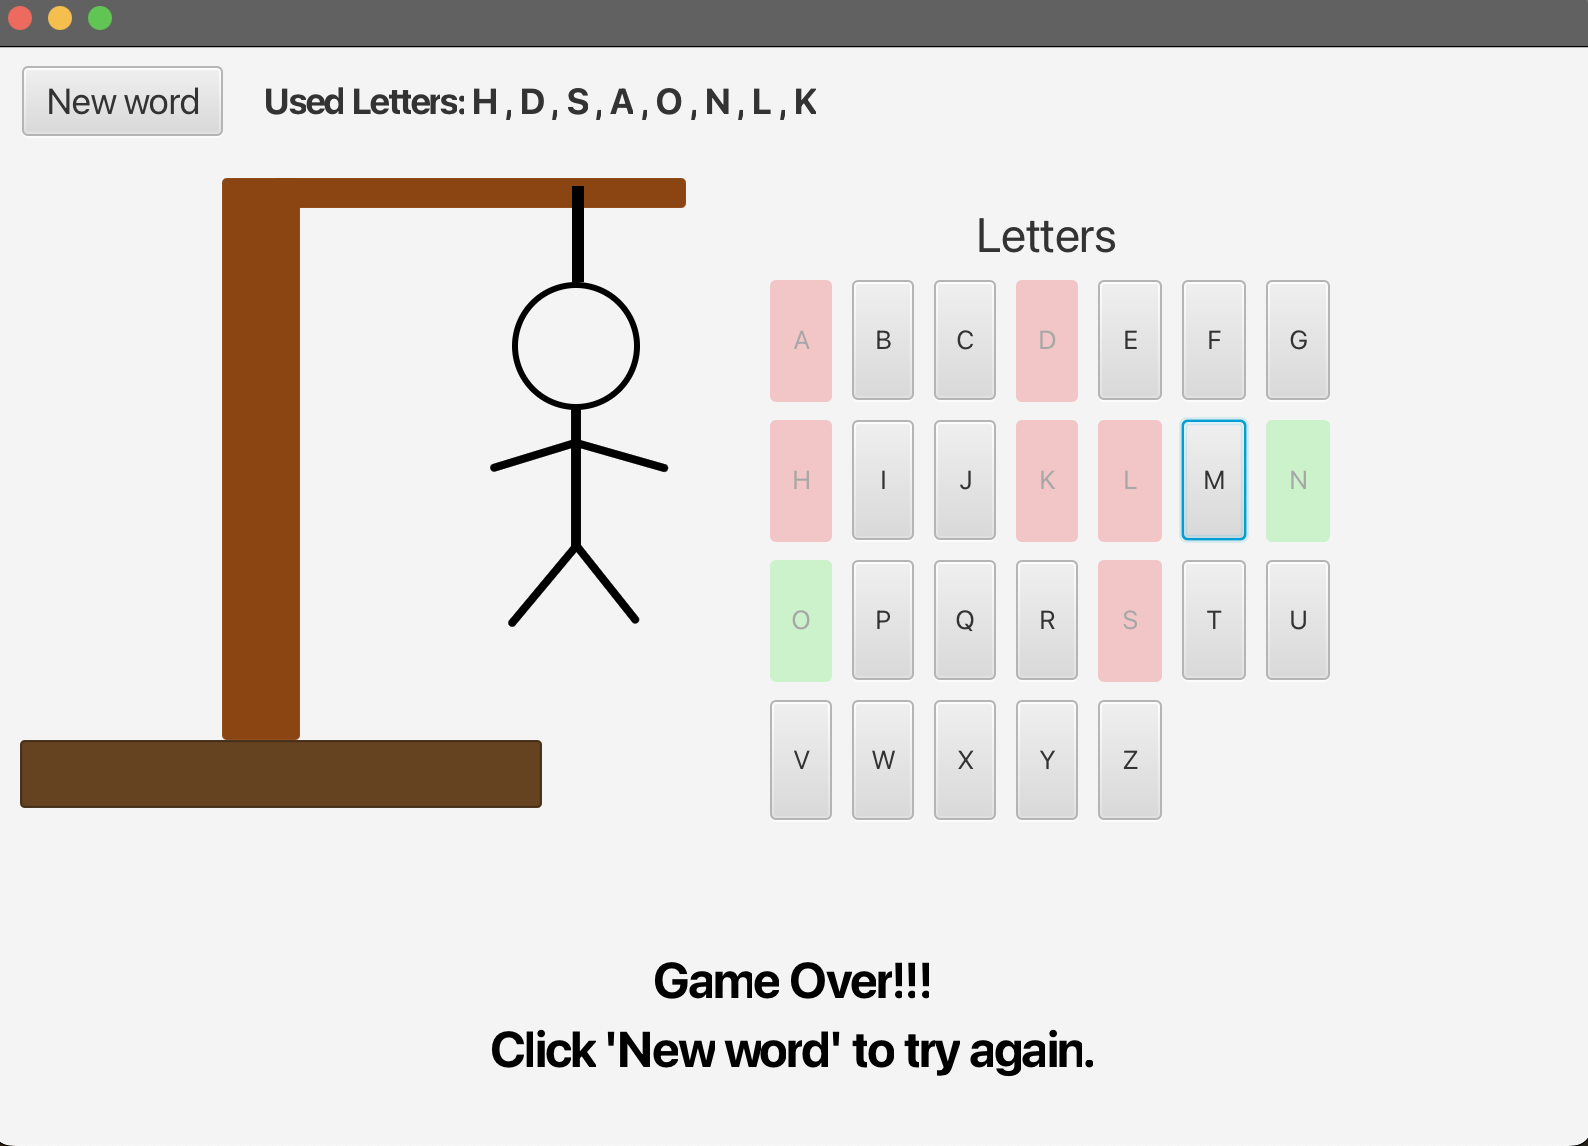 New word
Used Letters: H , D , S , A , O , N , L , K
Letters
A B C D E F G
H I J K L M N
O P Q R S T U
V W X Y Z
Game Over!!!
Click 'New word' to try again.